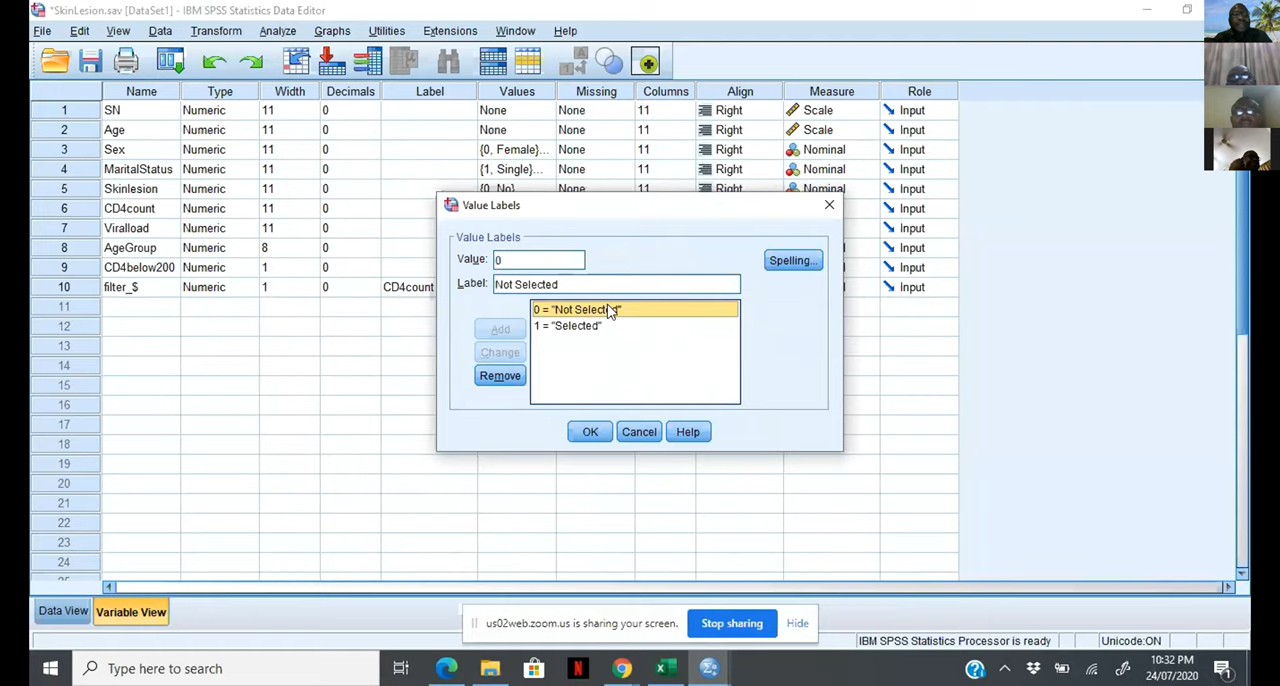 *SkinLesion.sav [DataSet1] - IBM SPSS Statistics Data Editor
File Edit View Data Transform Analyze Graphs Utilities Extensions Window Help
Name Type Width Decimals Label Values Missing Columns Align Measure Role
1 SN Numeric 11 0 None None 11 Right Scale Input
2 Age Numeric 11 0 None None 11 Right Scale Input
3 Sex Numeric 11 0 {0, Female}... None 11 Right Nominal Input
4 MaritalStatus Numeric 11 0 {1, Single}... None 11 Right Nominal Input
5 Skinlesion Numeric 11 0 {0, No}... None 11 Right Nominal Input
6 CD4count Numeric 11 0 Input
7 Viralload Numeric 11 0 Input
8 AgeGroup Numeric 8 0 Input
9 CD4below200 Numeric 1 0 Input
10 filter_$ Numeric 1 0 CD4count Input
11
12
13
14
15
16
17
18
19
20
21
22
23
24
Value Labels
Value Labels
Value: 0
Spelling...
Label: Not Selected
0 = "Not Selected"
1 = "Selected"
Add
Change
Remove
OK Cancel Help
Data View Variable View
us02web.zoom.us is sharing your screen. Stop sharing Hide
IBM SPSS Statistics Processor is ready Unicode:ON
Type here to search
10:32 PM
24/07/2020
1